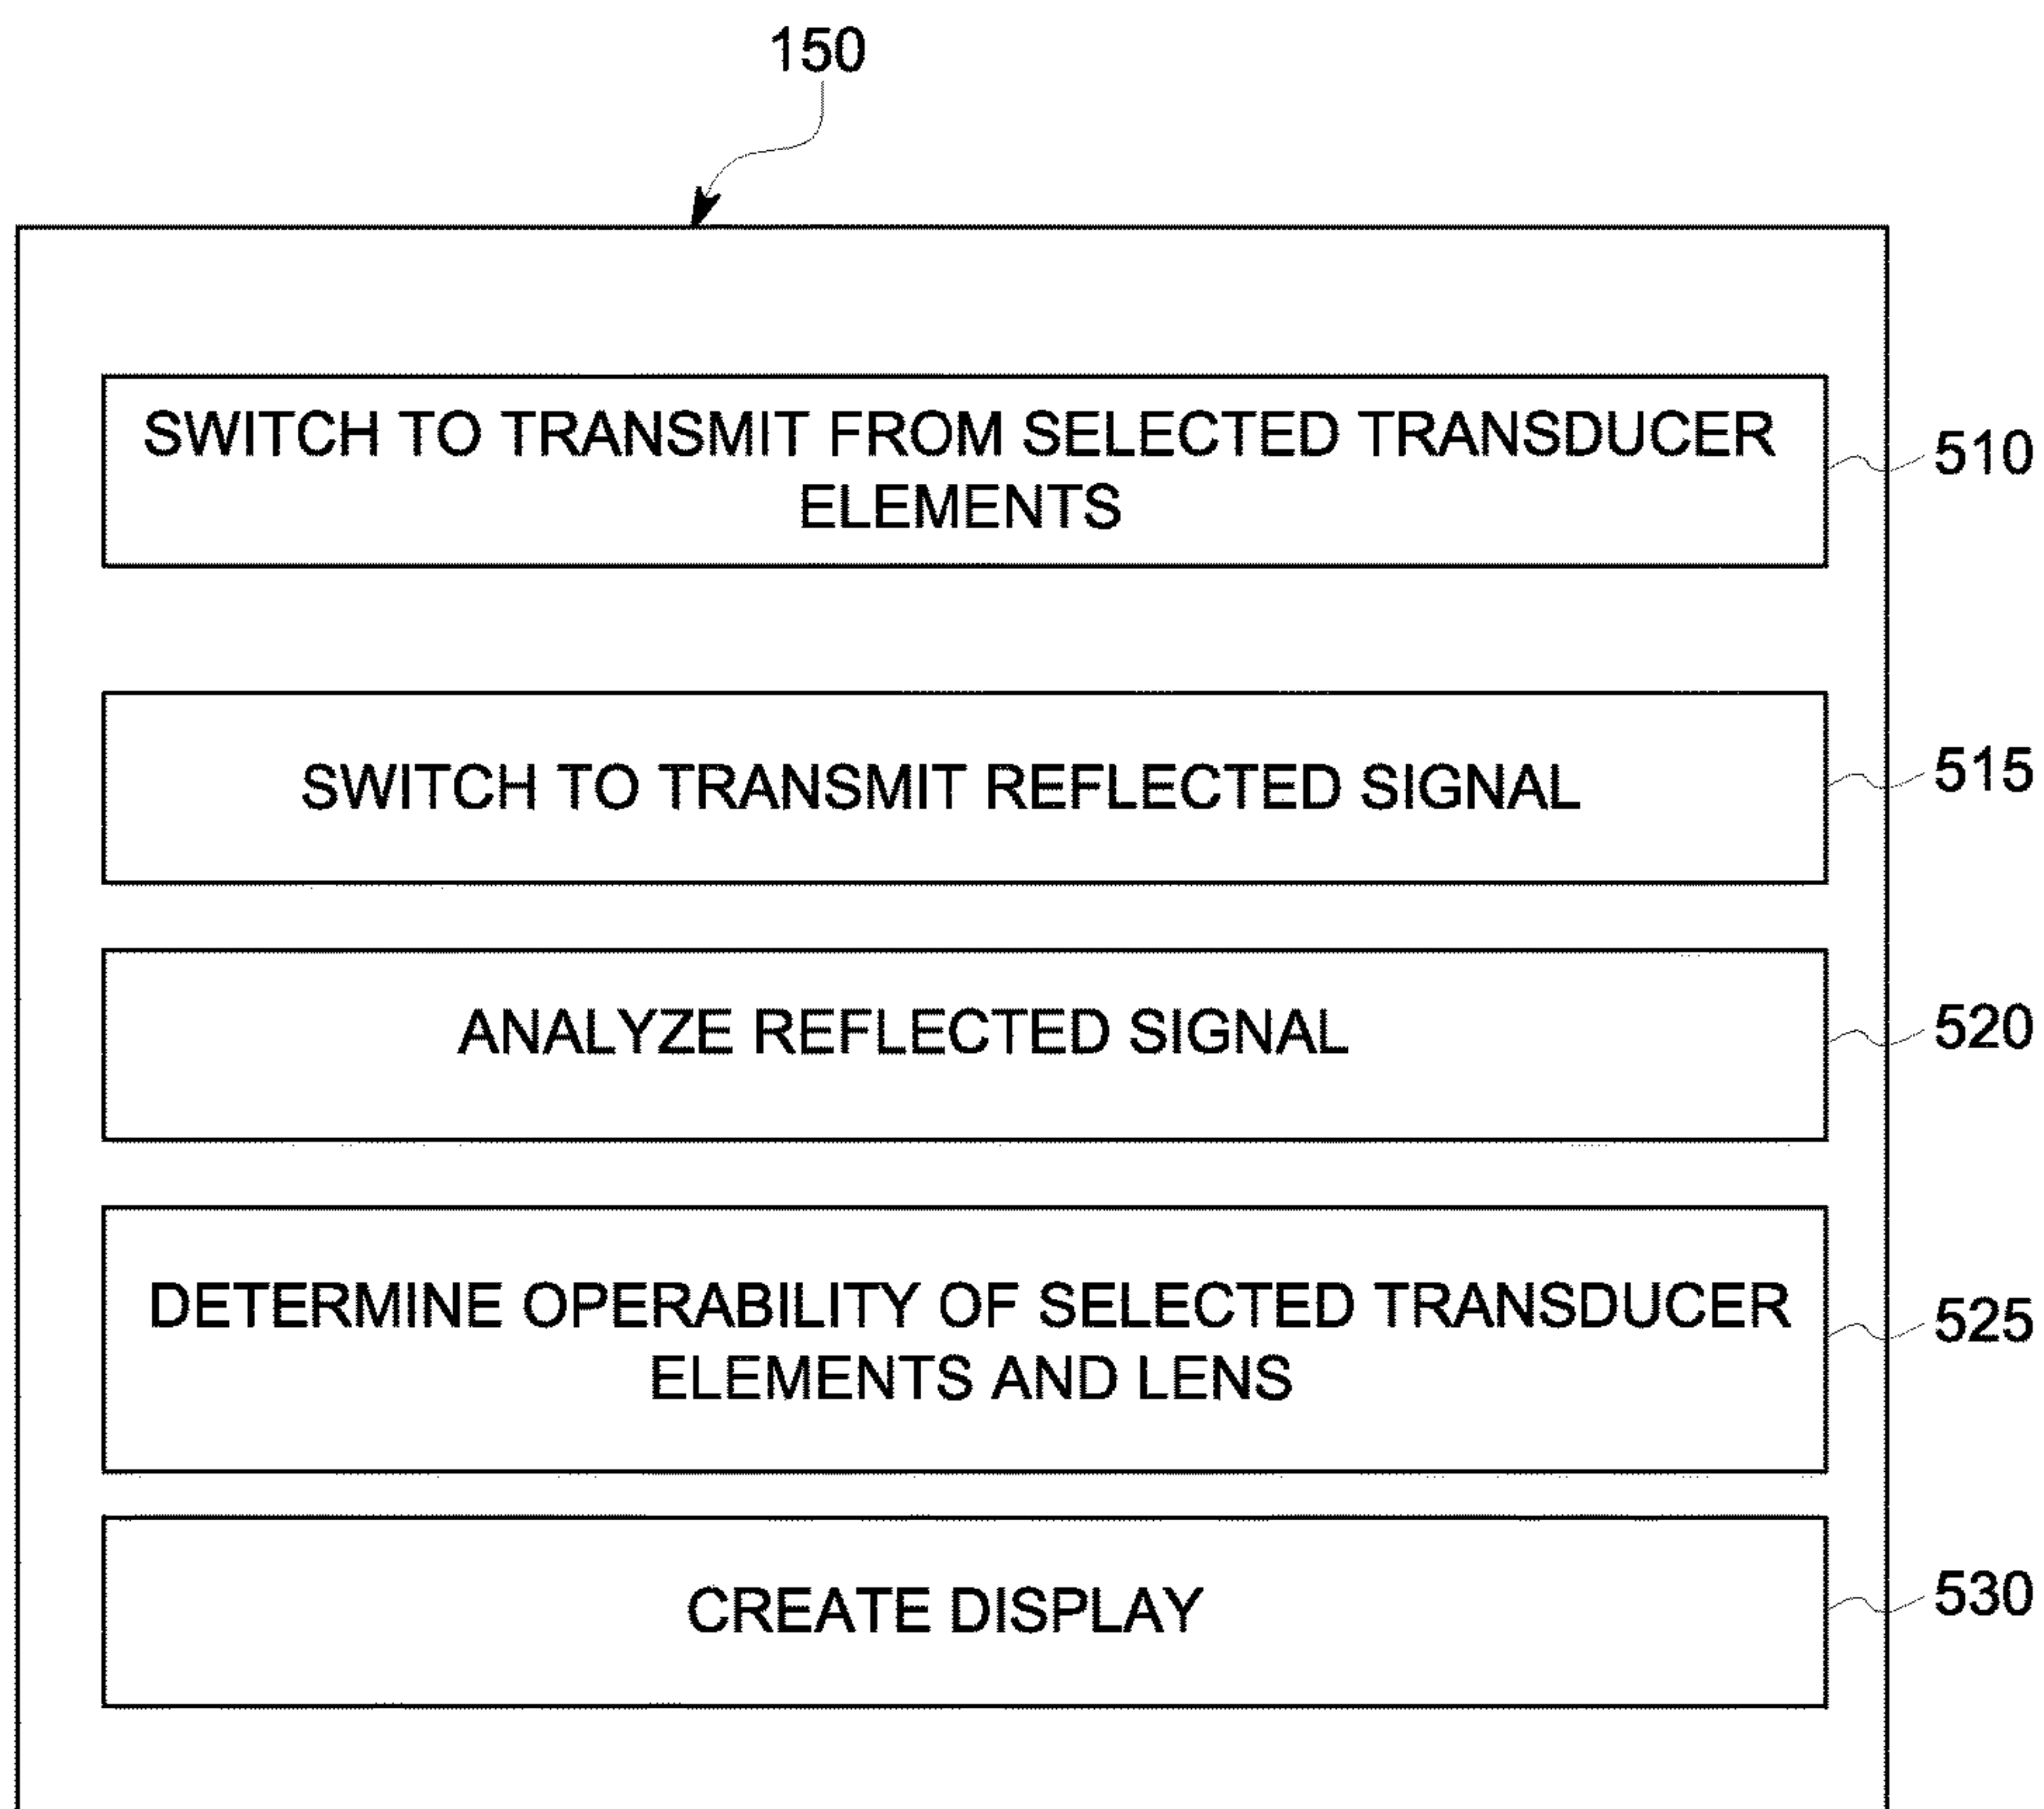 150
SWITCH TO TRANSMIT FROM SELECTED TRANSDUCER
ELEMENTS
510
SWITCH TO TRANSMIT REFLECTED SIGNAL
515
ANALYZE REFLECTED SIGNAL
520
DETERMINE OPERABILITY OF SELECTED TRANSDUCER
ELEMENTS AND LENS
525
CREATE DISPLAY
530